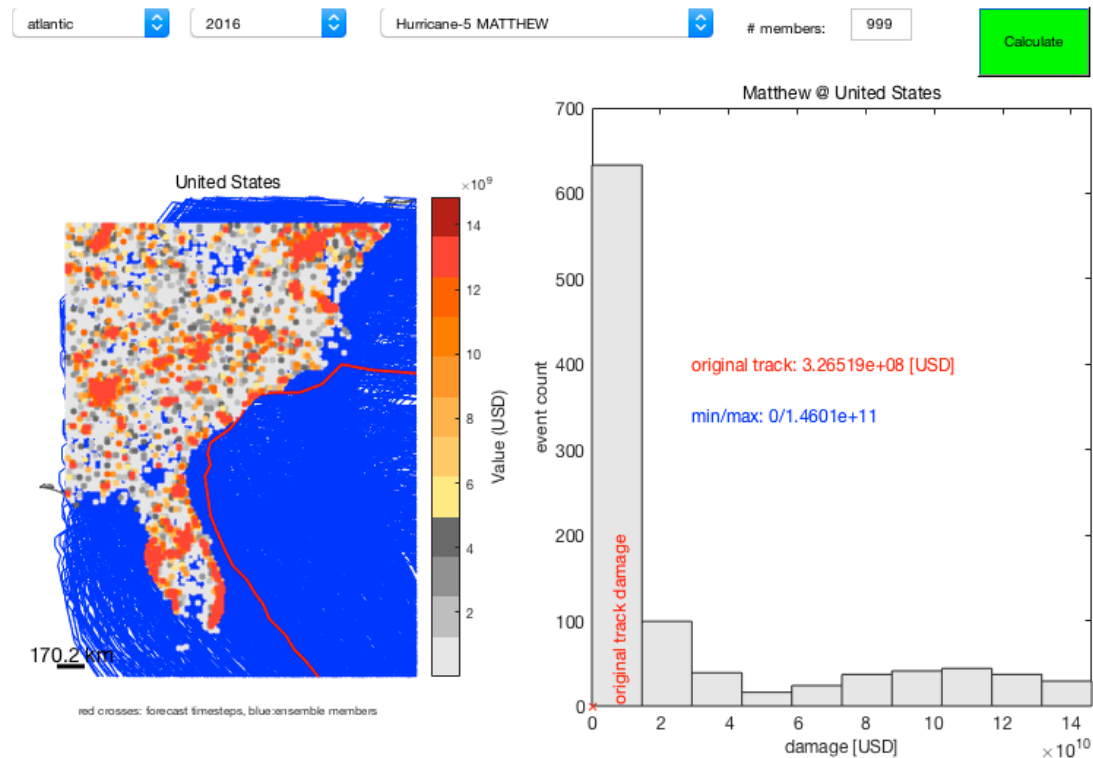 atlantic
2016
Hurricane-5 MATTHEW
# members:
999
Calculate
United States
×10⁹
14
12
10
8
6
4
2
Value (USD)
170.2 km
red crosses: forecast timesteps, blue:ensemble members
Matthew @ United States
700
600
500
400
300
200
100
0
event count
original track: 3.26519e+08 [USD]
min/max: 0/1.4601e+11
original track damage
0
2
4
6
8
10
12
14
damage [USD]
×10¹⁰